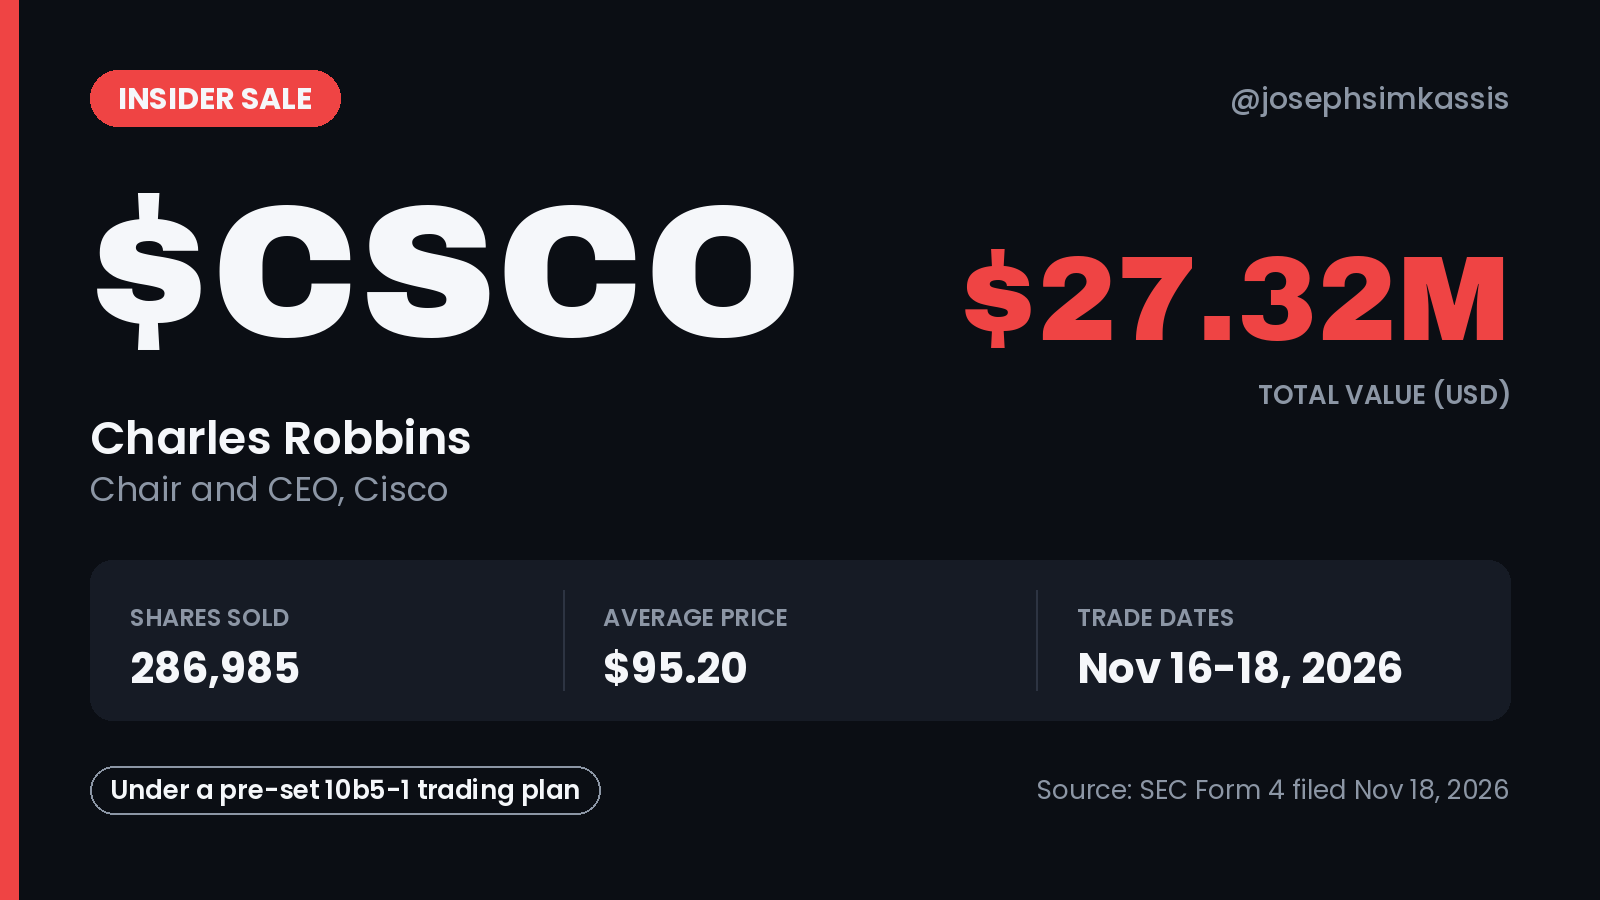 INSIDER SALE
@josephsimkassis
$CSCO
$27.32M
TOTAL VALUE (USD)
Charles Robbins
Chair and CEO, Cisco
SHARES SOLD
286,985
AVERAGE PRICE
$95.20
TRADE DATES
Nov 16-18, 2026
Under a pre-set 10b5-1 trading plan
Source: SEC Form 4 filed Nov 18, 2026